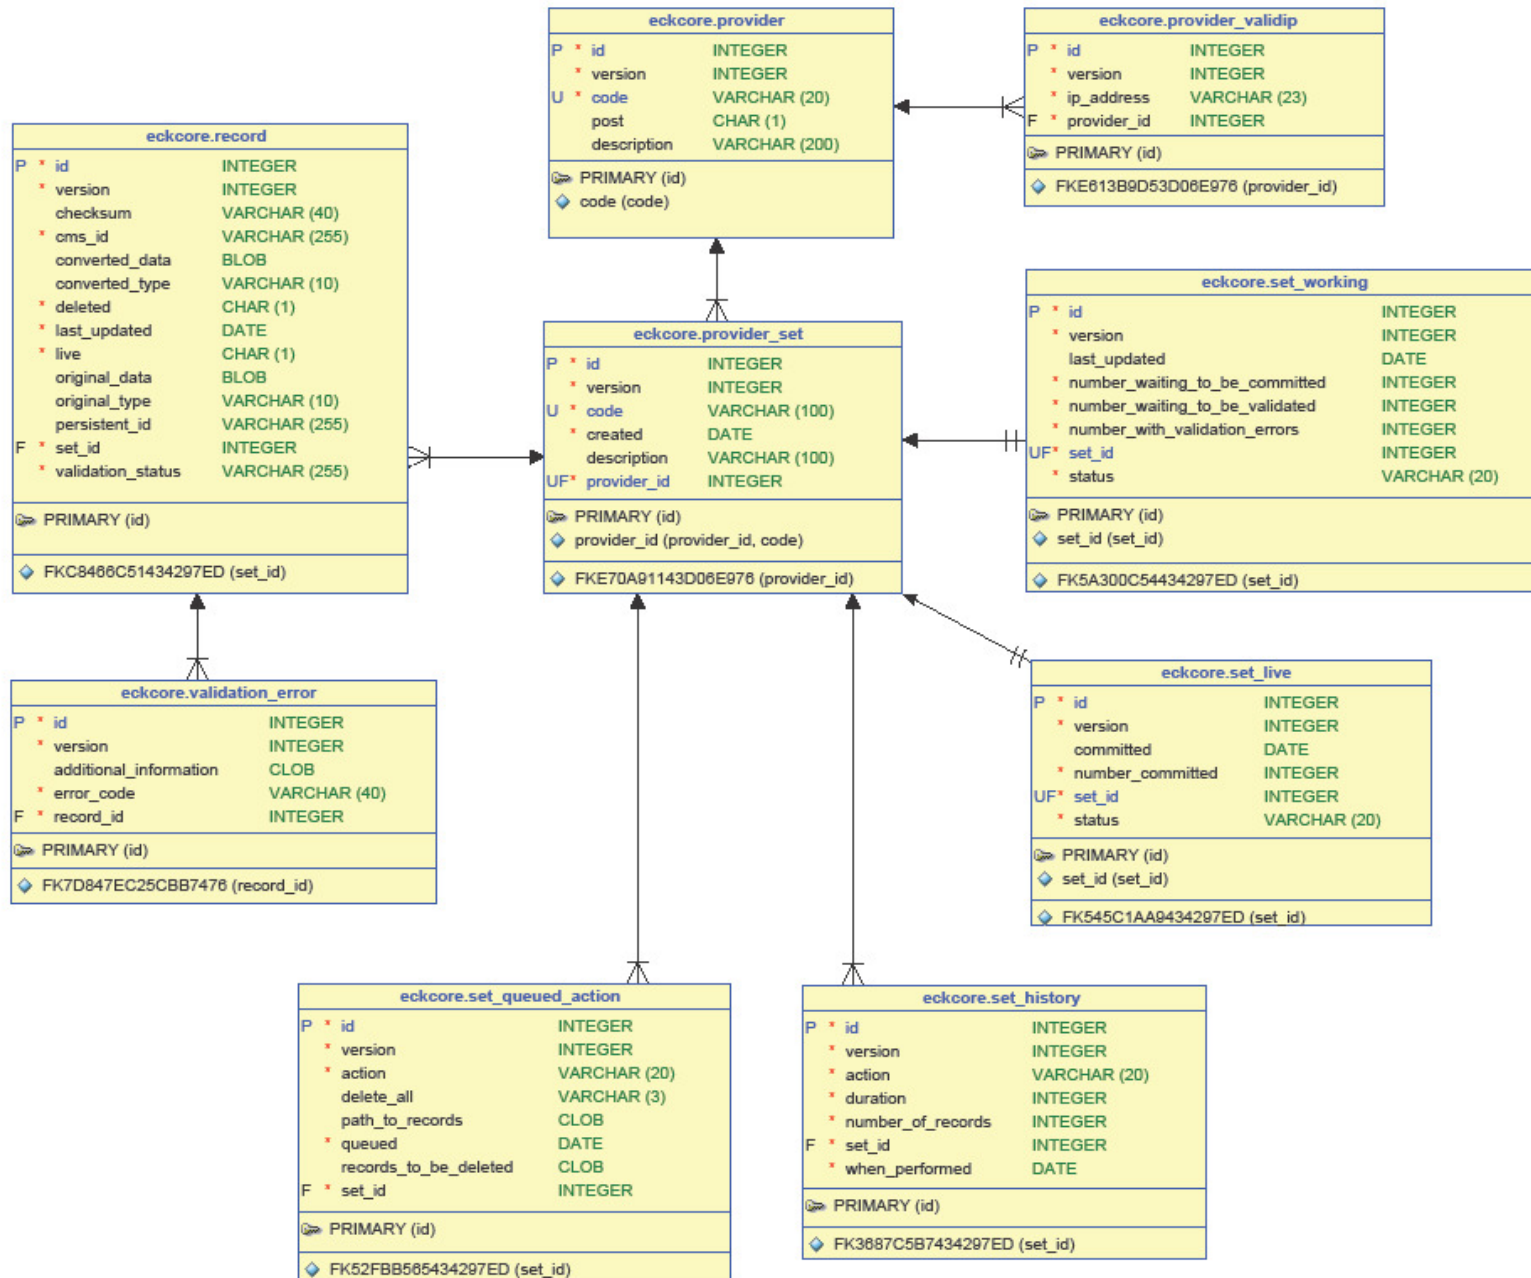 eckcore.provider
P * id INTEGER
* version INTEGER
U * code VARCHAR (20)
post CHAR (1)
description VARCHAR (200)
PRIMARY (id)
code (code)
eckcore.provider_validip
P * id INTEGER
* version INTEGER
* ip_address VARCHAR (23)
F * provider_id INTEGER
PRIMARY (id)
FKE613B9D53D06E976 (provider_id)
eckcore.record
P * id INTEGER
* version INTEGER
checksum VARCHAR (40)
* cms_id VARCHAR (255)
converted_data BLOB
converted_type VARCHAR (10)
* deleted CHAR (1)
* last_updated DATE
* live CHAR (1)
original_data BLOB
original_type VARCHAR (10)
persistent_id VARCHAR (255)
F * set_id INTEGER
* validation_status VARCHAR (255)
PRIMARY (id)
FKC8466C51434297ED (set_id)
eckcore.provider_set
P * id INTEGER
* version INTEGER
U * code VARCHAR (100)
* created DATE
description VARCHAR (100)
UF* provider_id INTEGER
PRIMARY (id)
provider_id (provider_id, code)
FKE70A91143D06E976 (provider_id)
eckcore.set_working
P * id INTEGER
* version INTEGER
last_updated DATE
* number_waiting_to_be_committed INTEGER
* number_waiting_to_be_validated INTEGER
* number_with_validation_errors INTEGER
UF* set_id INTEGER
* status VARCHAR (20)
PRIMARY (id)
set_id (set_id)
FK5A300C54434297ED (set_id)
eckcore.validation_error
P * id INTEGER
* version INTEGER
additional_information CLOB
* error_code VARCHAR (40)
F * record_id INTEGER
PRIMARY (id)
FK7D847EC25CBB7476 (record_id)
eckcore.set_live
P * id INTEGER
* version INTEGER
committed DATE
* number_committed INTEGER
UF* set_id INTEGER
* status VARCHAR (20)
PRIMARY (id)
set_id (set_id)
FK545C1AA9434297ED (set_id)
eckcore.set_queued_action
P * id INTEGER
* version INTEGER
* action VARCHAR (20)
delete_all VARCHAR (3)
path_to_records CLOB
* queued DATE
records_to_be_deleted CLOB
F * set_id INTEGER
PRIMARY (id)
FK52FBB565434297ED (set_id)
eckcore.set_history
P * id INTEGER
* version INTEGER
* action VARCHAR (20)
* duration INTEGER
* number_of_records INTEGER
F * set_id INTEGER
* when_performed DATE
PRIMARY (id)
FK3687C5B7434297ED (set_id)